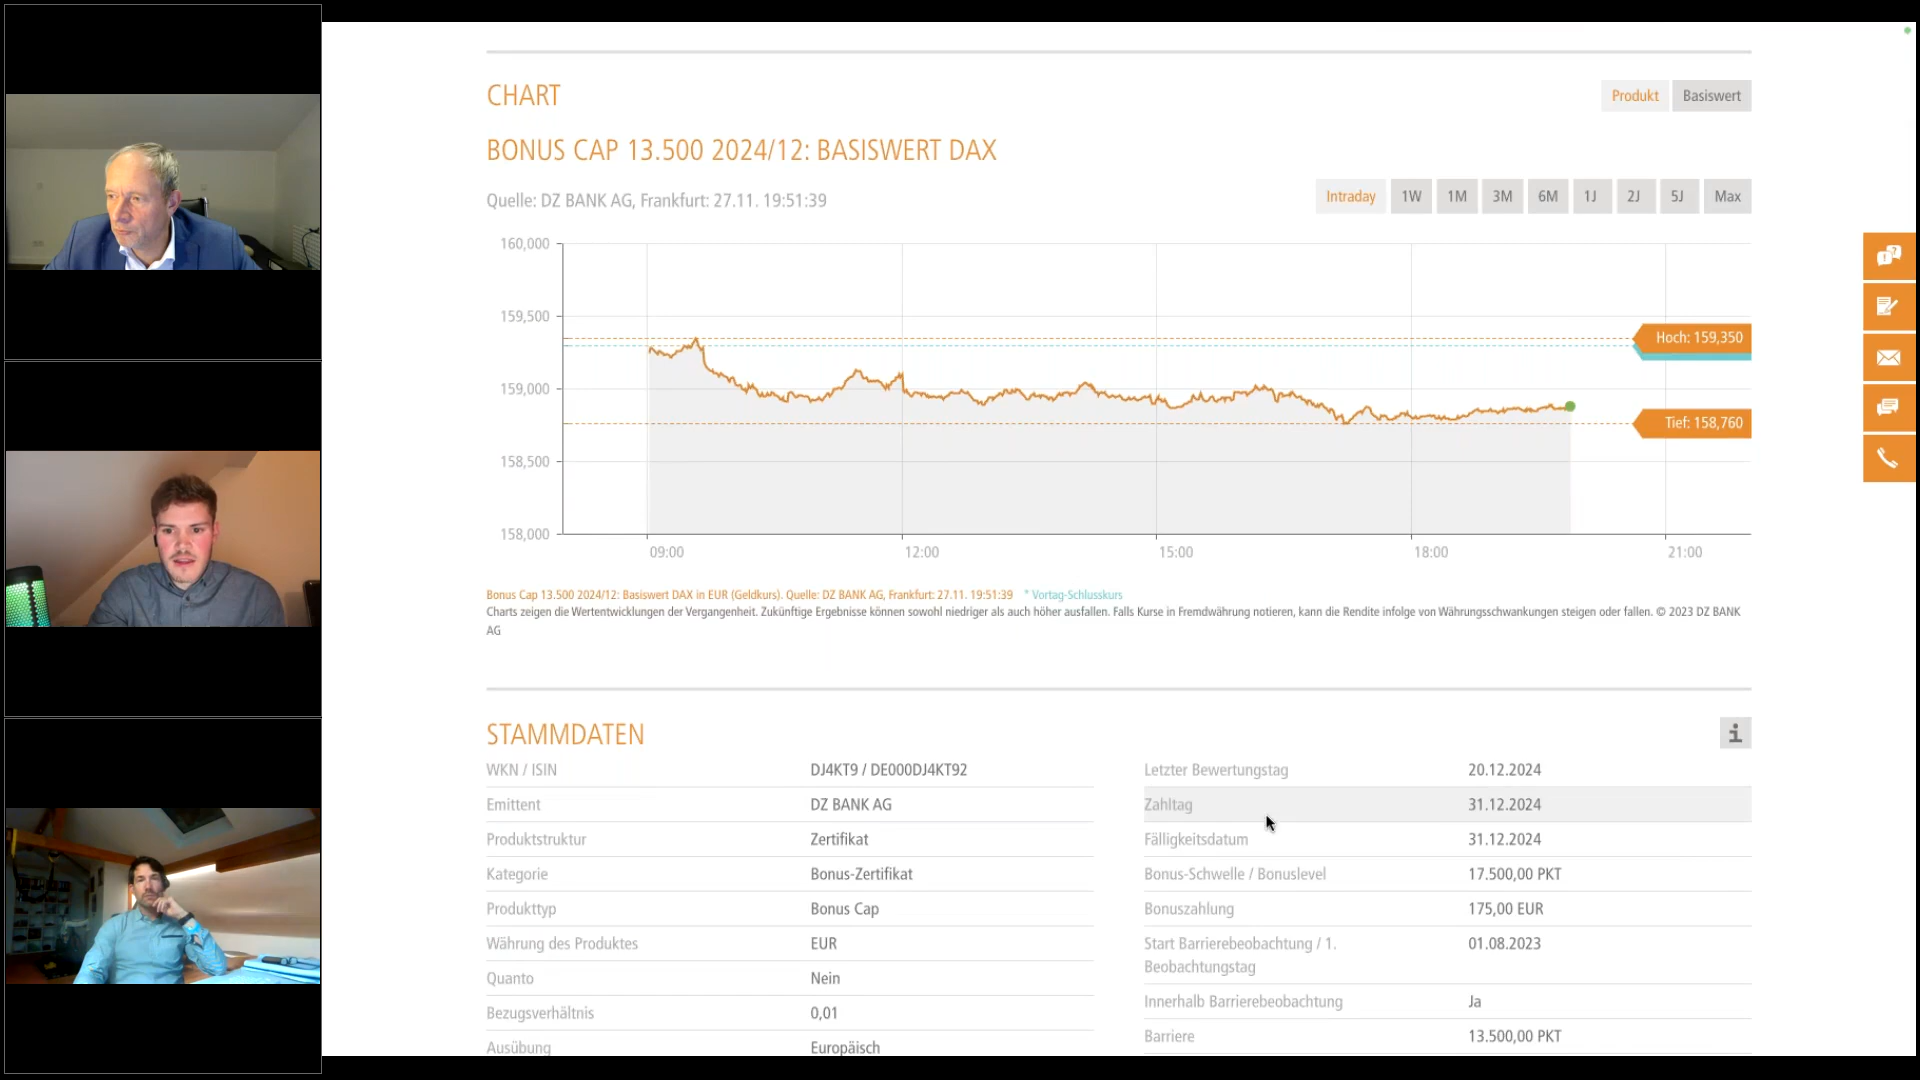 CHART
Produkt
Basiswert
BONUS CAP 13.500 2024/12: BASISWERT DAX
Quelle: DZ BANK AG, Frankfurt: 27.11. 19:51:39
Intraday 1W 1M 3M 6M 1J 2J 5J Max
160,000
159,500
Hoch: 159,350
159,000
Tief: 158,760
158,500
158,000
09:00 12:00 15:00 18:00 21:00
Bonus Cap 13.500 2024/12: Basiswert DAX in EUR (Geldkurs). Quelle: DZ BANK AG, Frankfurt: 27.11. 19:51:39 * Vortag-Schlusskurs
Charts zeigen die Wertentwicklungen der Vergangenheit. Zukünftige Ergebnisse können sowohl niedriger als auch höher ausfallen. Falls Kurse in Fremdwährung notieren, kann die Rendite infolge von Währungsschwankungen steigen oder fallen. © 2023 DZ BANK
AG
STAMMDATEN
WKN / ISIN DJ4KT9 / DE000DJ4KT92
Emittent DZ BANK AG
Produktstruktur Zertifikat
Kategorie Bonus-Zertifikat
Produkttyp Bonus Cap
Währung des Produktes EUR
Quanto Nein
Bezugsverhältnis 0,01
Ausübung Europäisch
Letzter Bewertungstag 20.12.2024
Zahltag 31.12.2024
Fälligkeitsdatum 31.12.2024
Bonus-Schwelle / Bonuslevel 17.500,00 PKT
Bonuszahlung 175,00 EUR
Start Barrierebeobachtung / 1. 01.08.2023
Beobachtungstag
Innerhalb Barrierebeobachtung Ja
Barriere 13.500,00 PKT